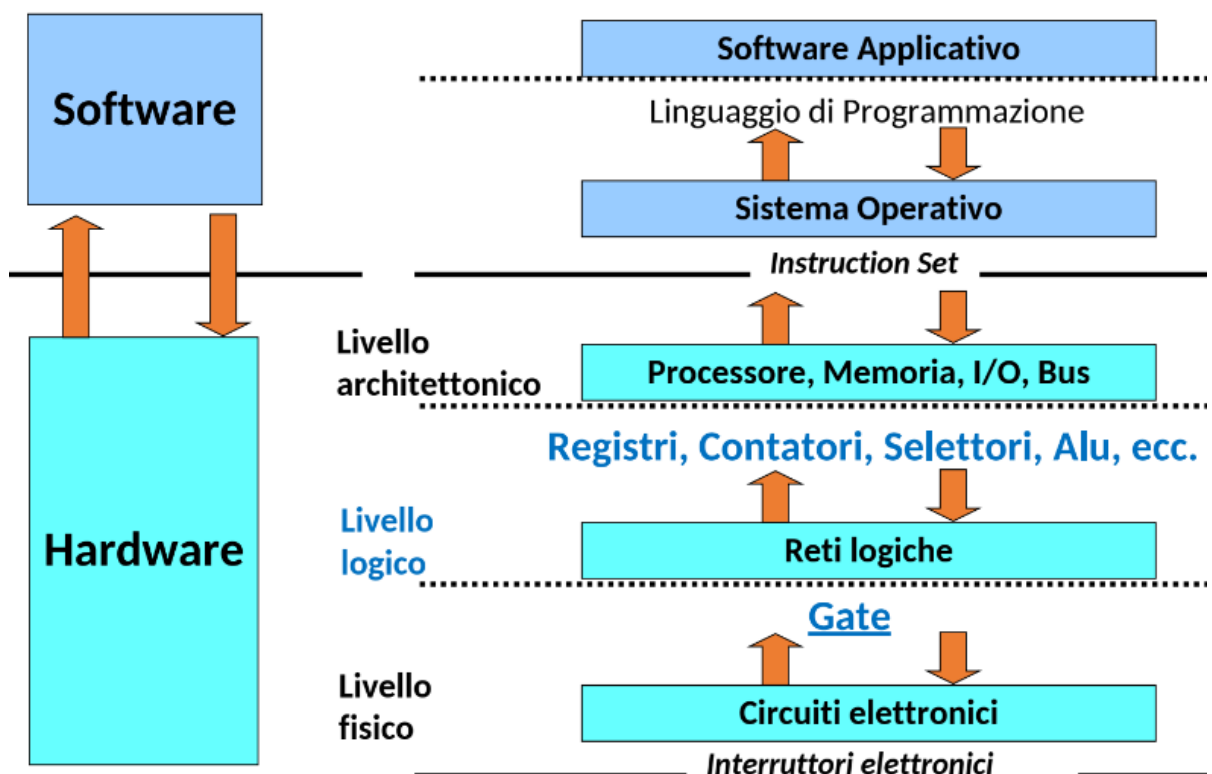 Software
Hardware
Software Applicativo
Linguaggio di Programmazione
Sistema Operativo
Instruction Set
Livello
architettonico
Processore, Memoria, I/O, Bus
Registri, Contatori, Selettori, Alu, ecc.
Livello
logico
Reti logiche
Gate
Livello
fisico
Circuiti elettronici
Interruttori elettronici